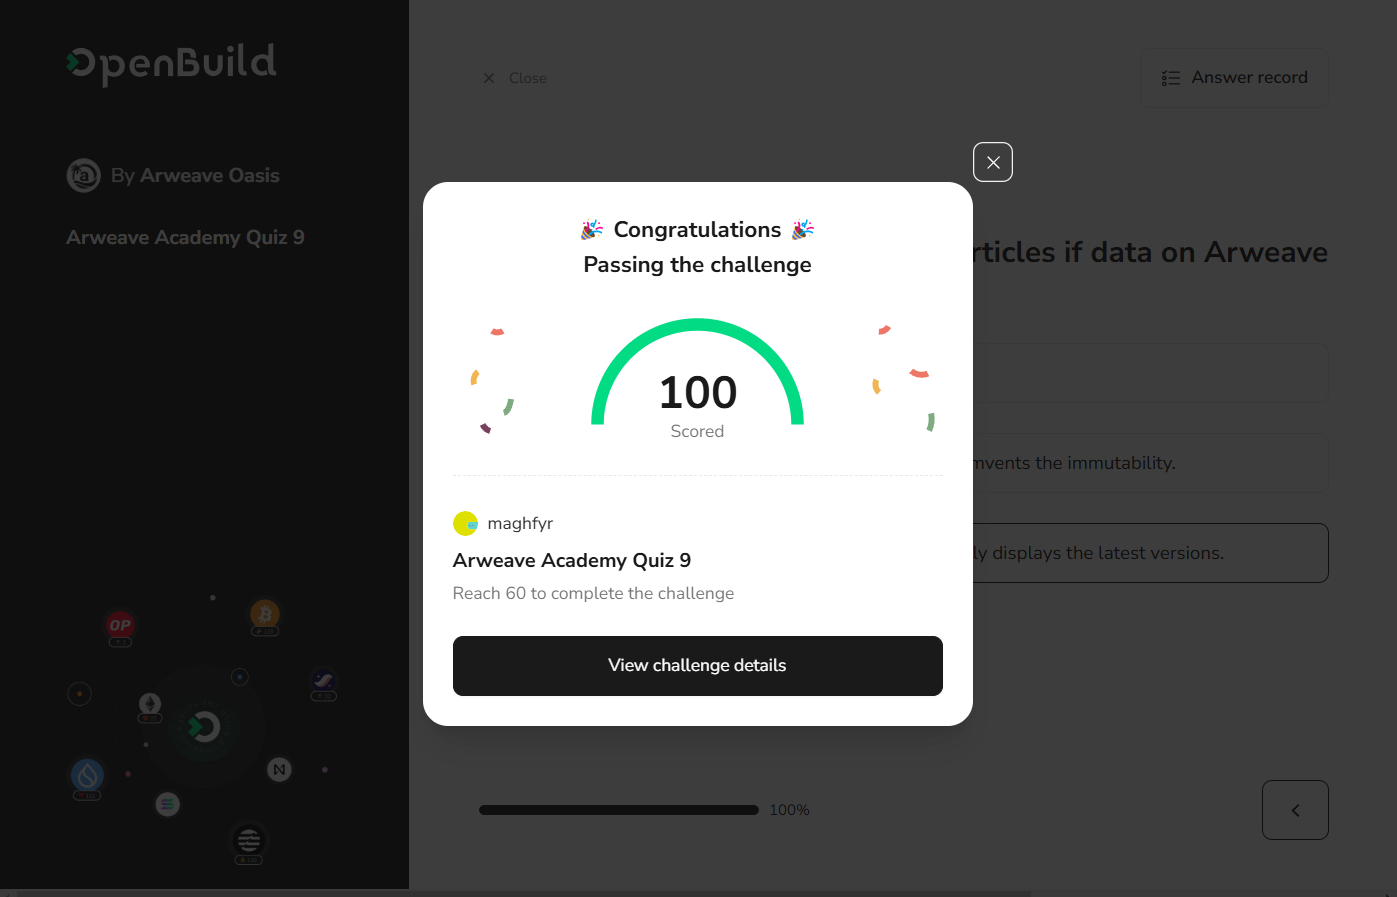 OpenBuild
By Arweave Oasis
Arweave Academy Quiz 9
Close
Answer record
rticles if data on Arweave
mvents the immutability.
ly displays the latest versions.
Congratulations
Passing the challenge
100
Scored
maghfyr
Arweave Academy Quiz 9
Reach 60 to complete the challenge
View challenge details
100%
OP